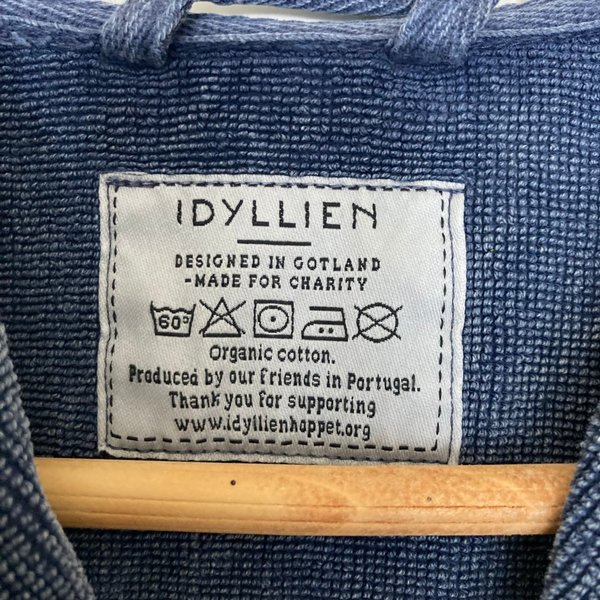 IDYLLIEN
DESIGNED IN GOTLAND
-MADE FOR CHARITY
60°
Organic cotton.
Produced by our friends in Portugal.
Thank you for supporting
www.idyllienhoppet.org